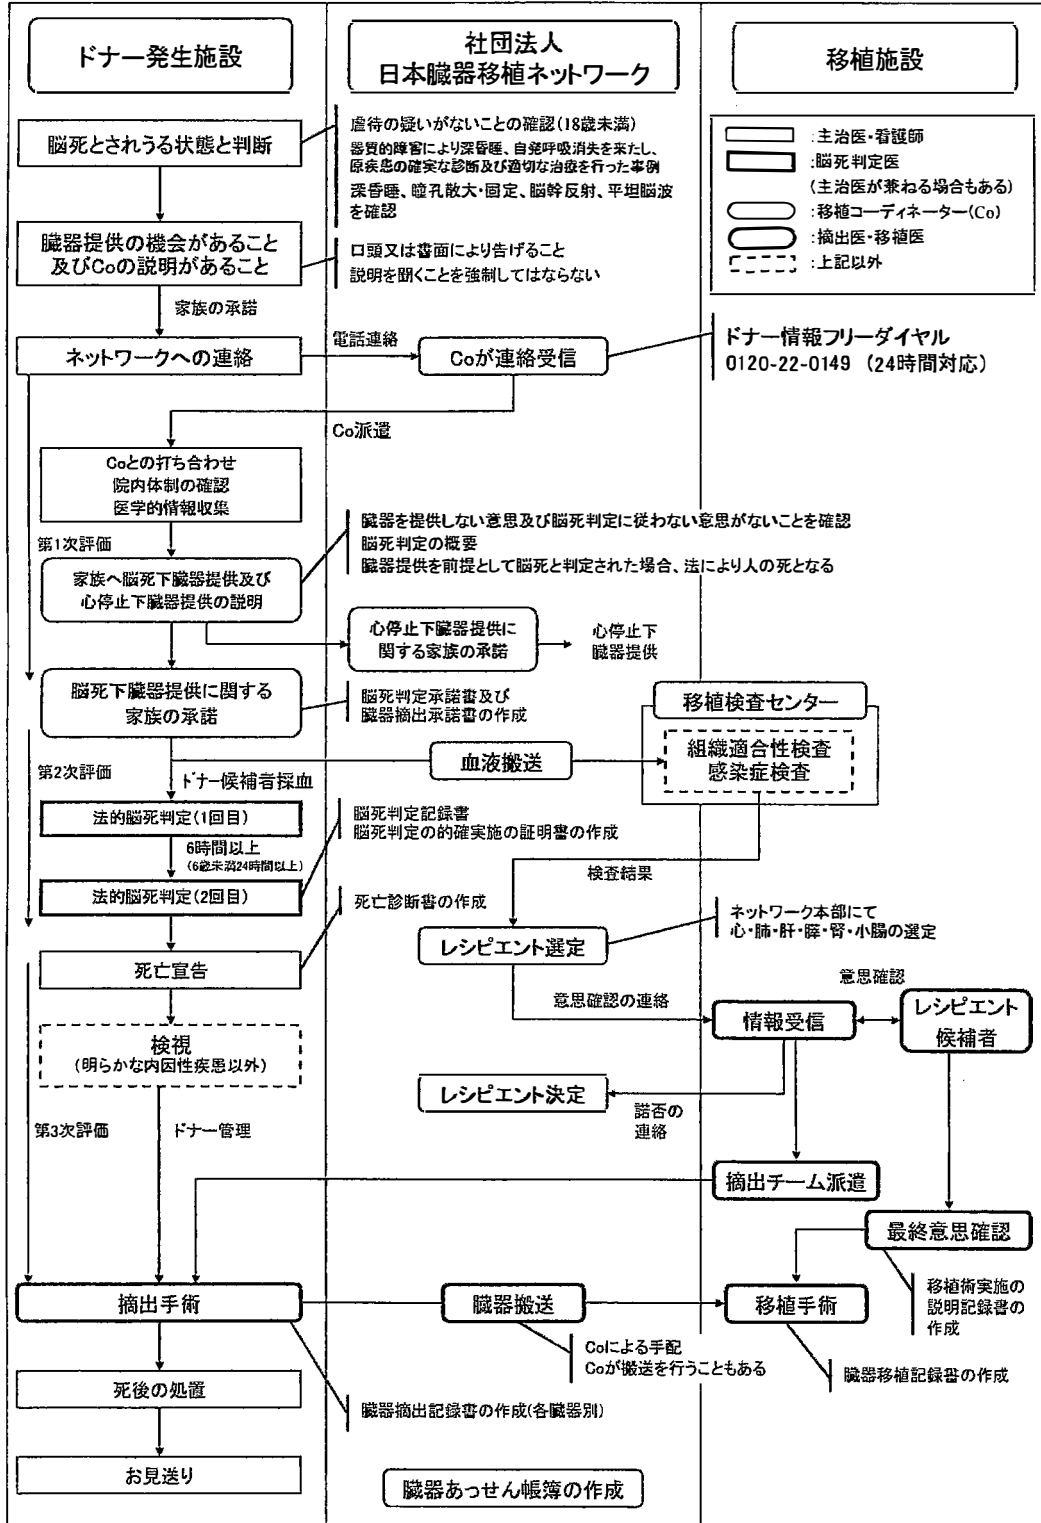 ドナー発生施設
社団法人
日本臓器移植ネットワーク
移植施設
脳死とされうる状態と判断
虐待の疑いがないことの確認(18歳未満)
器質的障害により深昏睡、自発呼吸消失を来たし、
原疾患の確実な診断及び適切な治療を行った事例
深昏睡、瞳孔散大・固定、脳幹反射、平坦脳波
を確認
:主治医・看護師
:脳死判定医
(主治医が兼ねる場合もある)
:移植コーディネーター(Co)
:摘出医・移植医
:上記以外
臓器提供の機会があること
及びCoの説明があること
口頭又は書面により告げること
説明を聞くことを強制してはならない
家族の承諾
ネットワークへの連絡
電話連絡
Coが連絡受信
ドナー情報フリーダイヤル
0120-22-0149 (24時間対応)
Co派遣
Coとの打ち合わせ
院内体制の確認
医学的情報収集
第1次評価
臓器を提供しない意思及び脳死判定に従わない意思がないことを確認
脳死判定の概要
臓器提供を前提として脳死と判定された場合、法により人の死となる
家族へ脳死下臓器提供及び
心停止下臓器提供の説明
心停止下臓器提供に
関する家族の承諾
心停止下
臓器提供
脳死下臓器提供に関する
家族の承諾
脳死判定承諾書及び
臓器摘出承諾書の作成
移植検査センター
組織適合性検査
感染症検査
血液搬送
第2次評価
ドナー候補者採血
法的脳死判定(1回目)
脳死判定記録書
脳死判定の的確実施の証明書の作成
6時間以上
(6歳未満24時間以上)
検査結果
法的脳死判定(2回目)
死亡診断書の作成
ネットワーク本部にて
心・肺・肝・膵・腎・小腸の選定
レシピエント選定
死亡宣告
意思確認の連絡
意思確認
情報受信
レシピエント
候補者
検視
(明らかな内因性疾患以外)
レシピエント決定
諾否の
連絡
第3次評価
ドナー管理
摘出チーム派遣
最終意思確認
移植術実施の
説明記録書の
作成
摘出手術
臓器搬送
移植手術
Coによる手配
Coが搬送を行うこともある
臓器移植記録書の作成
死後の処置
臓器摘出記録書の作成(各臓器別)
お見送り
臓器あっせん帳簿の作成